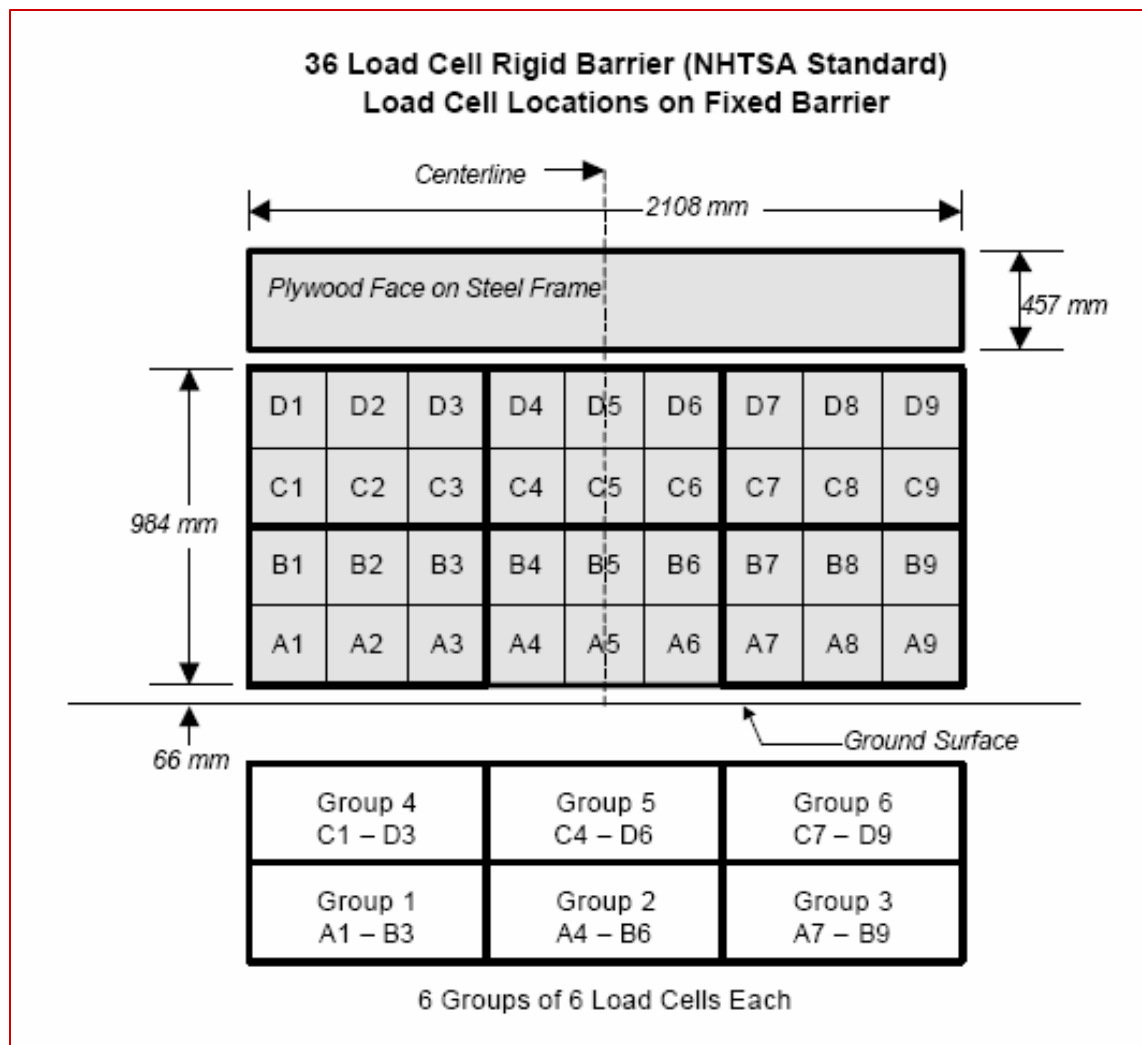 36 Load Cell Rigid Barrier (NHTSA Standard)
Load Cell Locations on Fixed Barrier
Centerline
2108 mm
Plywood Face on Steel Frame
457 mm
D1 D2 D3 D4 D5 D6 D7 D8 D9
C1 C2 C3 C4 C5 C6 C7 C8 C9
984 mm
B1 B2 B3 B4 B5 B6 B7 B8 B9
A1 A2 A3 A4 A5 A6 A7 A8 A9
Ground Surface
66 mm
Group 4 Group 5 Group 6
C1 – D3 C4 – D6 C7 – D9
Group 1 Group 2 Group 3
A1 – B3 A4 – B6 A7 – B9
6 Groups of 6 Load Cells Each